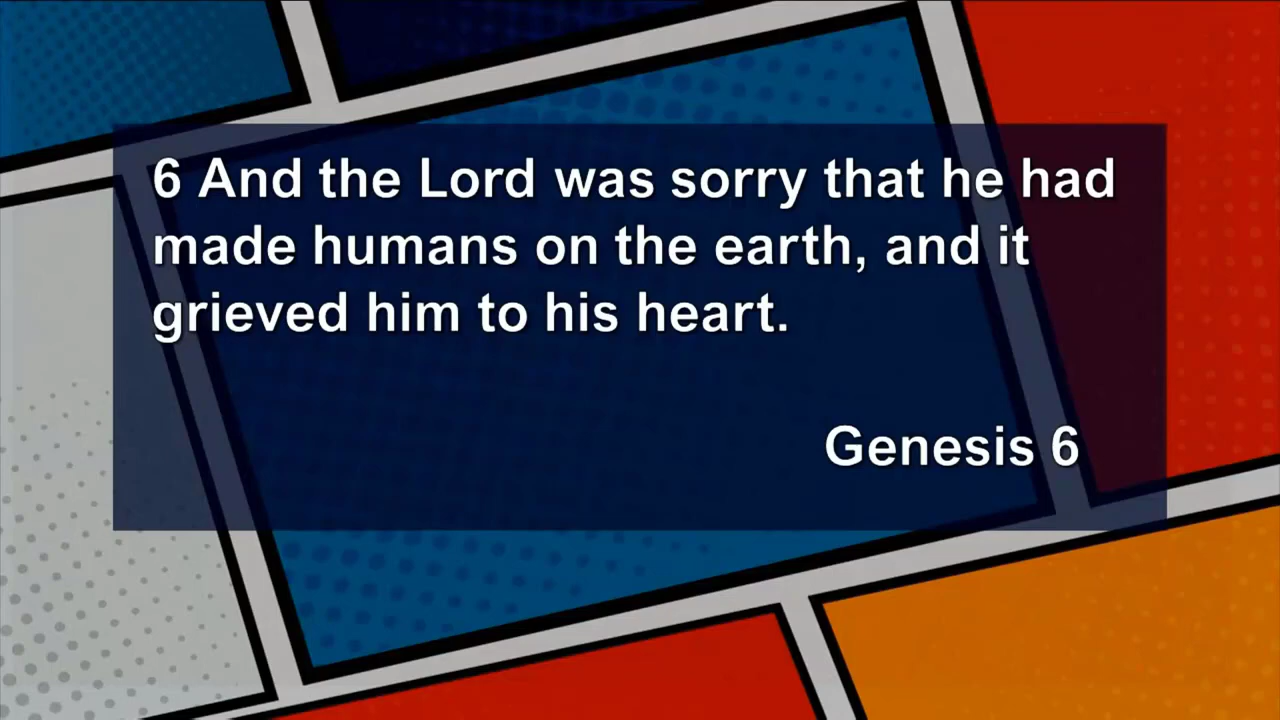 6 And the Lord was sorry that he had
made humans on the earth, and it
grieved him to his heart.
Genesis 6